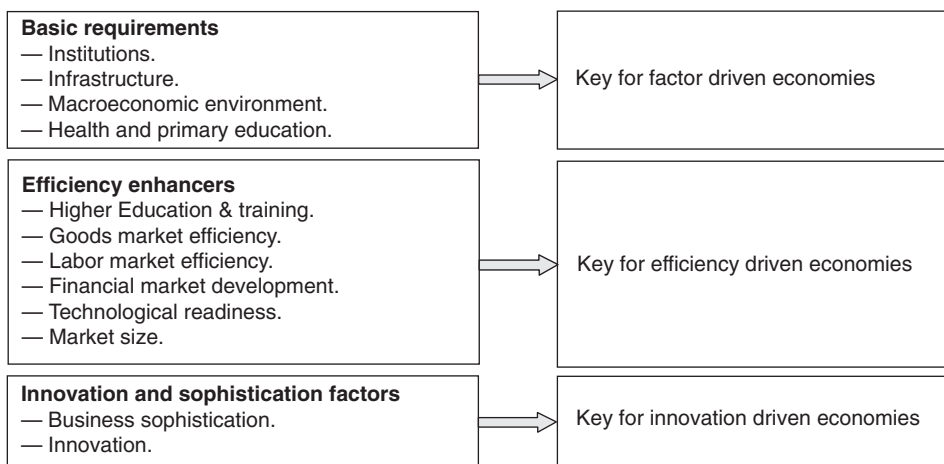 Basic requirements
— Institutions.
— Infrastructure.
— Macroeconomic environment.
— Health and primary education.
Key for factor driven economies
Efficiency enhancers
— Higher Education & training.
— Goods market efficiency.
— Labor market efficiency.
— Financial market development.
— Technological readiness.
— Market size.
Key for efficiency driven economies
Innovation and sophistication factors
— Business sophistication.
— Innovation.
Key for innovation driven economies